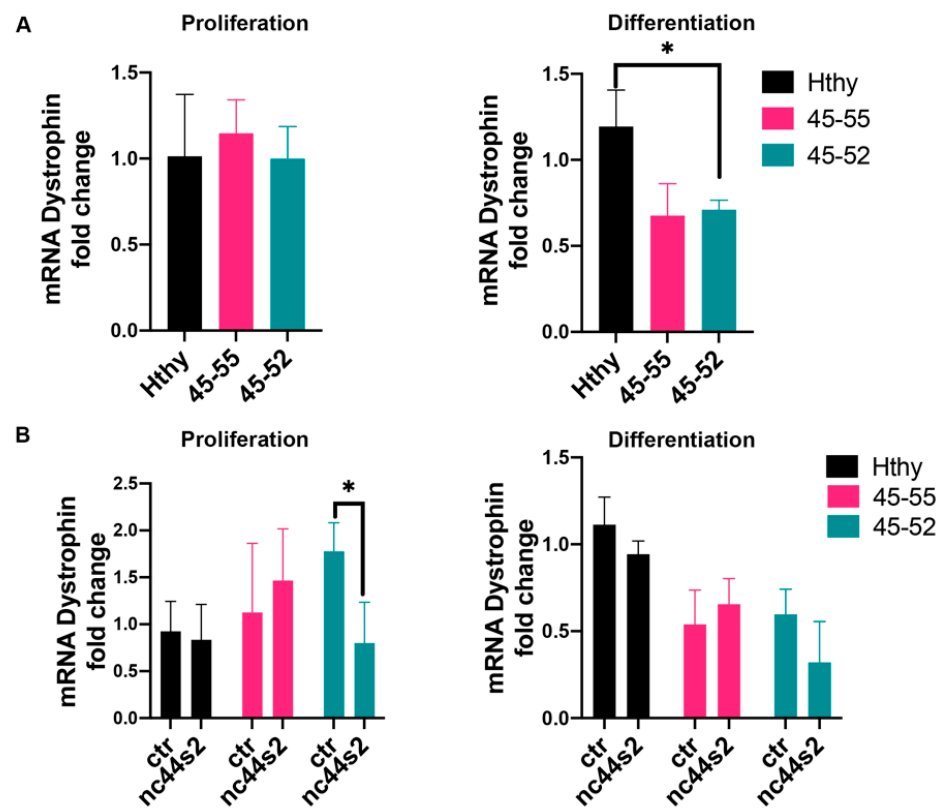 A
Proliferation
Differentiation
mRNA Dystrophin
fold change
1.5
1.0
0.5
0.0
Hthy
45-55
45-52
mRNA Dystrophin
fold change
1.5
1.0
0.5
0.0
*
Hthy
45-55
45-52
Hthy
45-55
45-52
B
Proliferation
Differentiation
mRNA Dystrophin
fold change
2.5
2.0
1.5
1.0
0.5
0.0
*
ctr
nc44s2
ctr
nc44s2
ctr
nc44s2
mRNA Dystrophin
fold change
1.5
1.0
0.5
0.0
ctr
nc44s2
ctr
nc44s2
ctr
nc44s2
Hthy
45-55
45-52